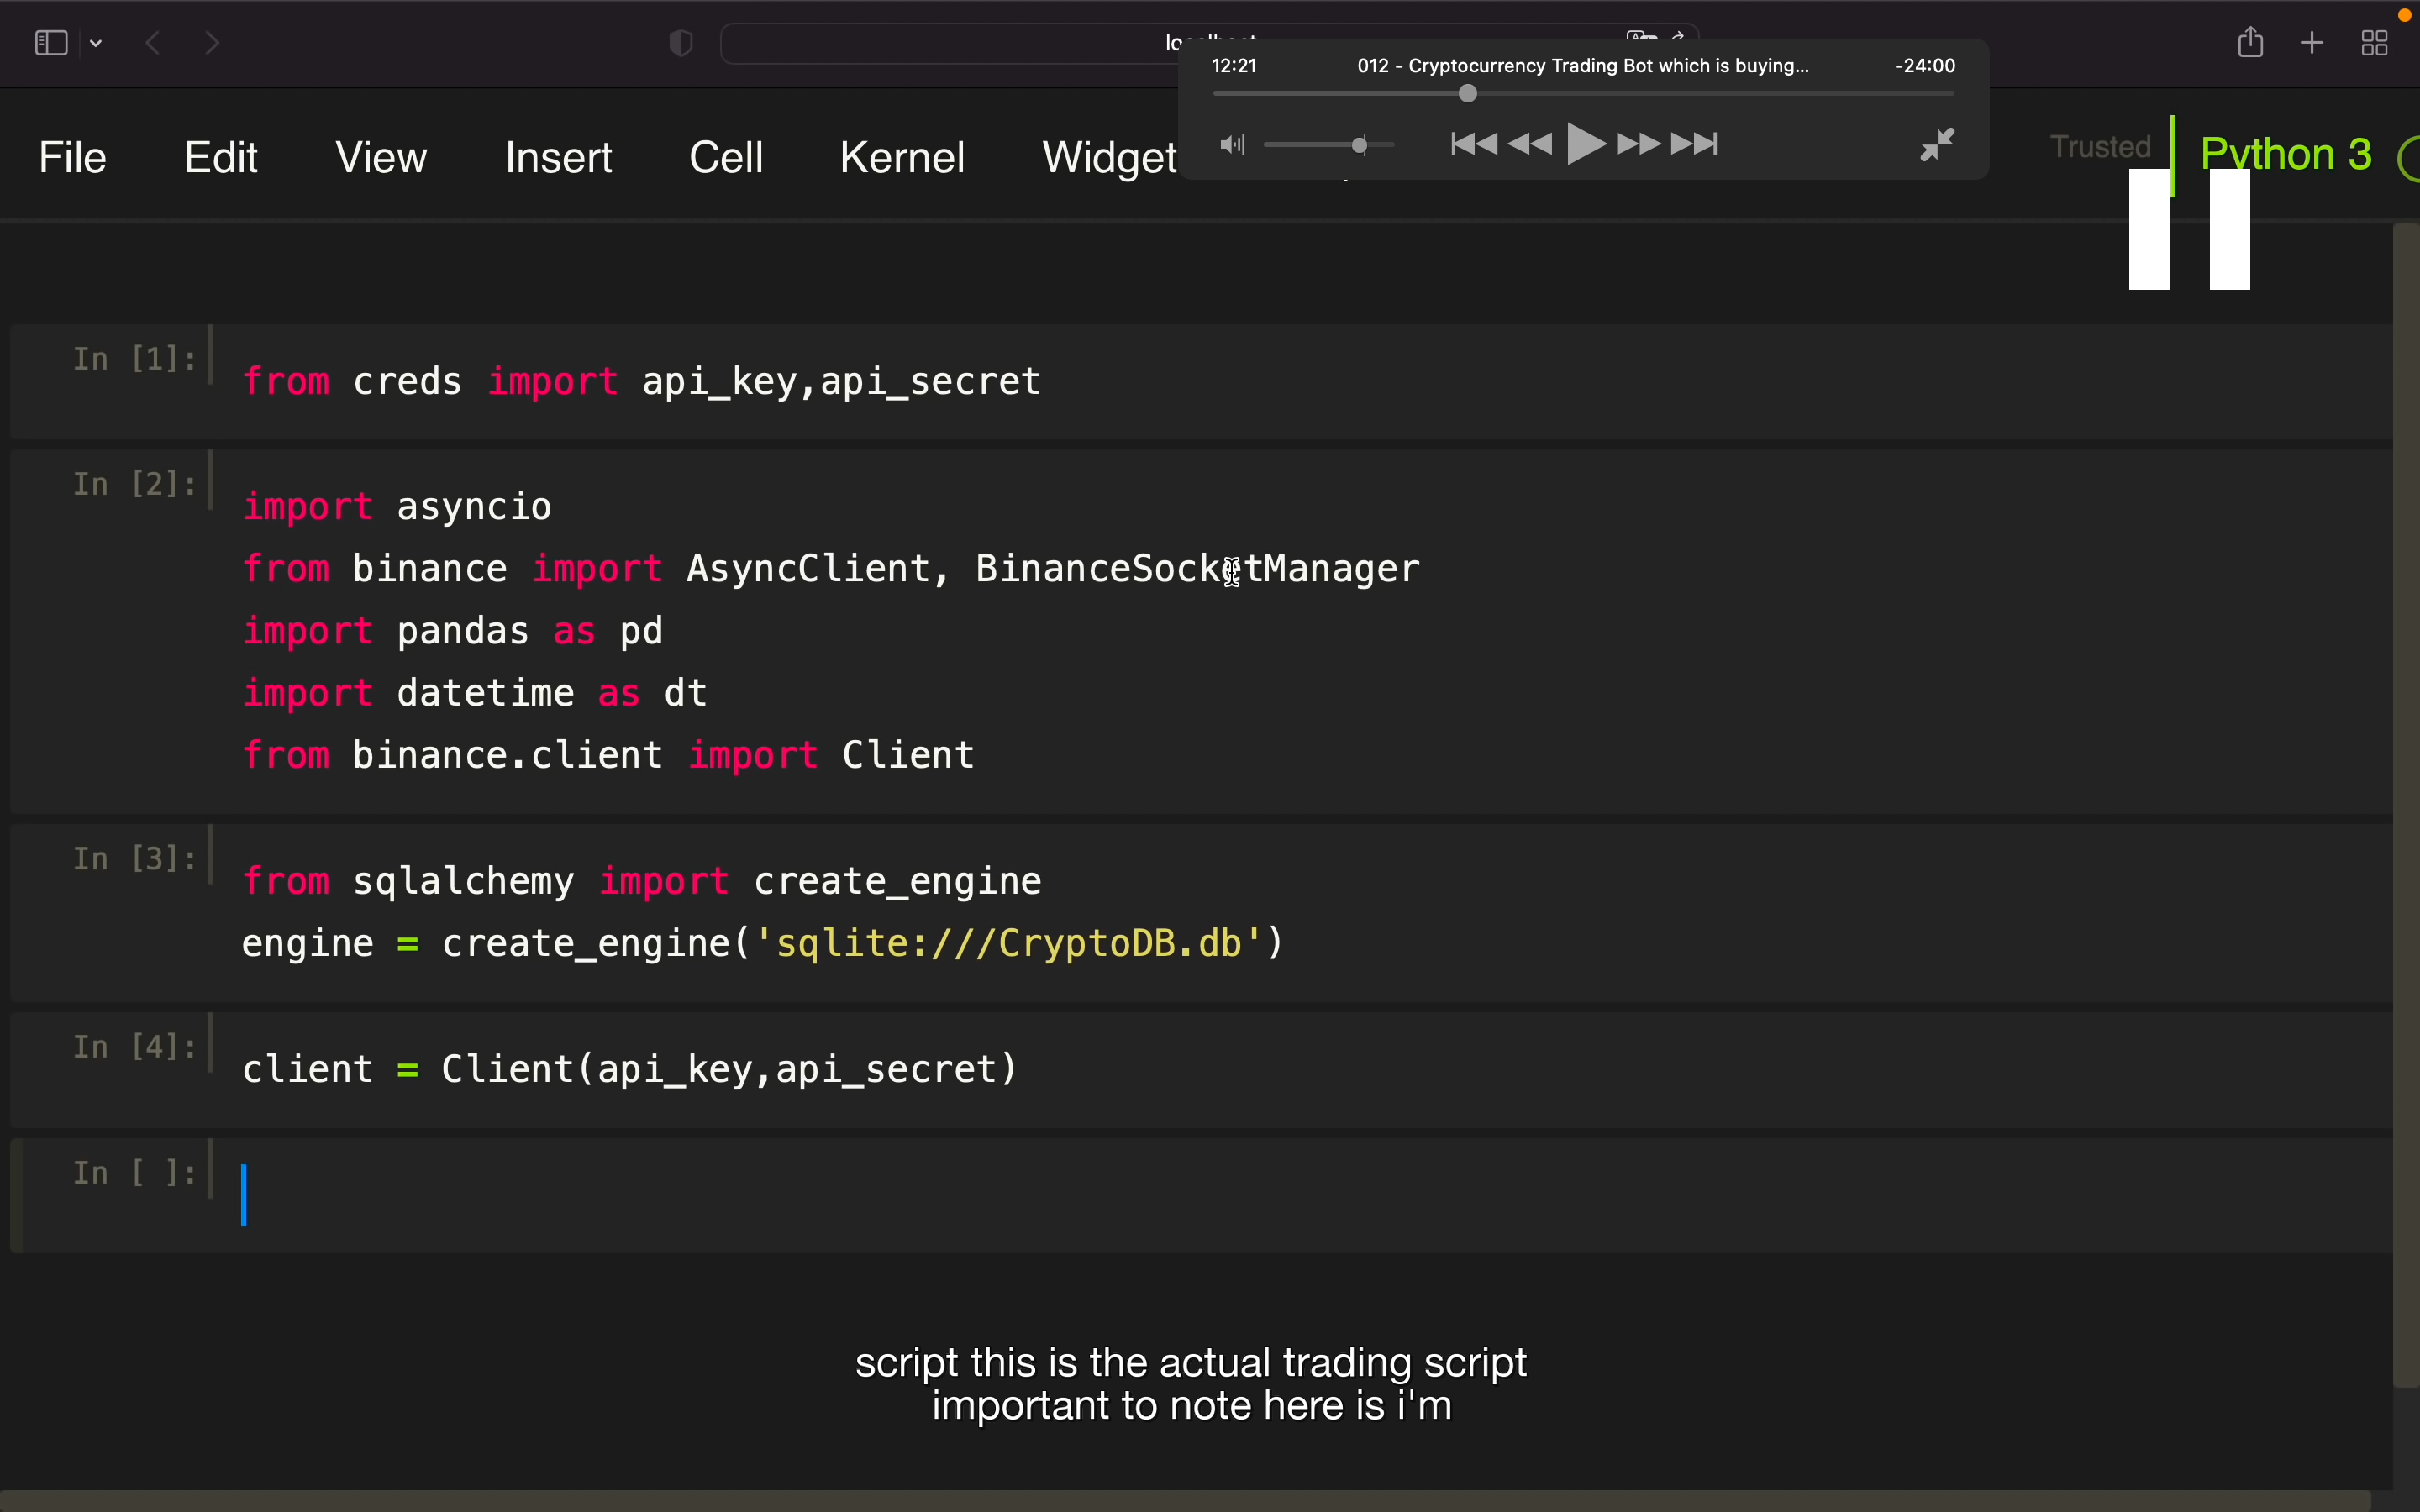 12:21 012 - Cryptocurrency Trading Bot which is buying... -24:00
File Edit View Insert Cell Kernel Widget Trusted Python 3
In [1]: from creds import api_key,api_secret
In [2]: import asyncio
from binance import AsyncClient, BinanceSocketManager
import pandas as pd
import datetime as dt
from binance.client import Client
In [3]: from sqlalchemy import create_engine
engine = create_engine('sqlite:///CryptoDB.db')
In [4]: client = Client(api_key,api_secret)
In [ ]:
script this is the actual trading script
important to note here is i'm